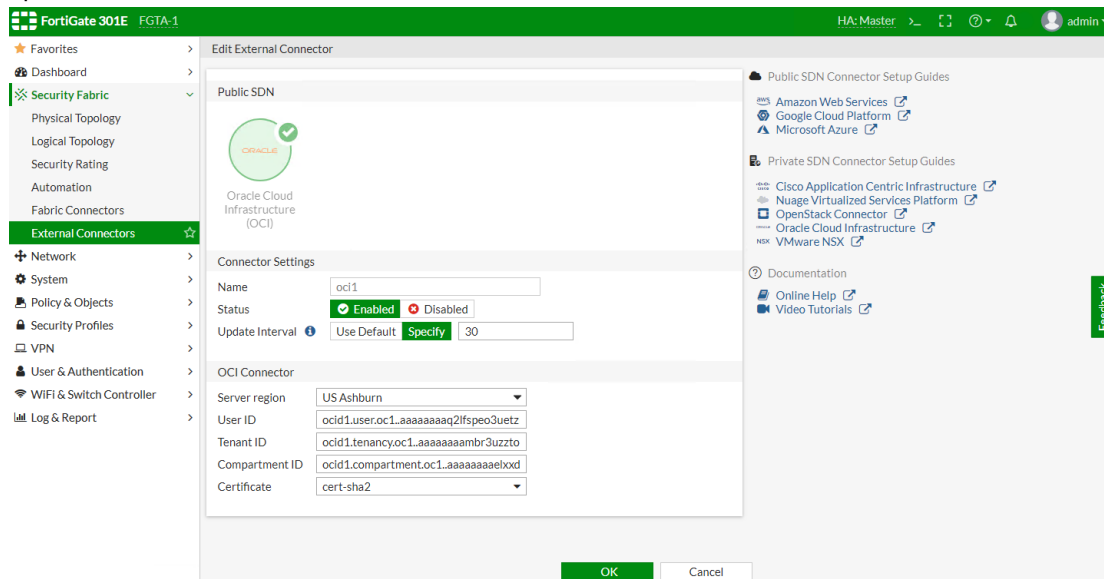 FortiGate 301E FGTA-1 HA: Master >_ admin
Favorites
Dashboard
Security Fabric
Physical Topology
Logical Topology
Security Rating
Automation
Fabric Connectors
External Connectors
Network
System
Policy & Objects
Security Profiles
VPN
User & Authentication
WiFi & Switch Controller
Log & Report
Edit External Connector
Public SDN
ORACLE
Oracle Cloud
Infrastructure
(OCI)
Connector Settings
Name oci1
Status Enabled Disabled
Update Interval Use Default Specify 30
OCI Connector
Server region US Ashburn
User ID ocid1.user.oc1..aaaaaaaaq2lfspeo3uetz
Tenant ID ocid1.tenancy.oc1..aaaaaaaambr3uzzto
Compartment ID ocid1.compartment.oc1..aaaaaaaaelxxd
Certificate cert-sha2
OK Cancel
Public SDN Connector Setup Guides
aws Amazon Web Services
Google Cloud Platform
Microsoft Azure
Private SDN Connector Setup Guides
Cisco Application Centric Infrastructure
Nuage Virtualized Services Platform
OpenStack Connector
Oracle Cloud Infrastructure
NSX VMware NSX
Documentation
Online Help
Video Tutorials
Feedback